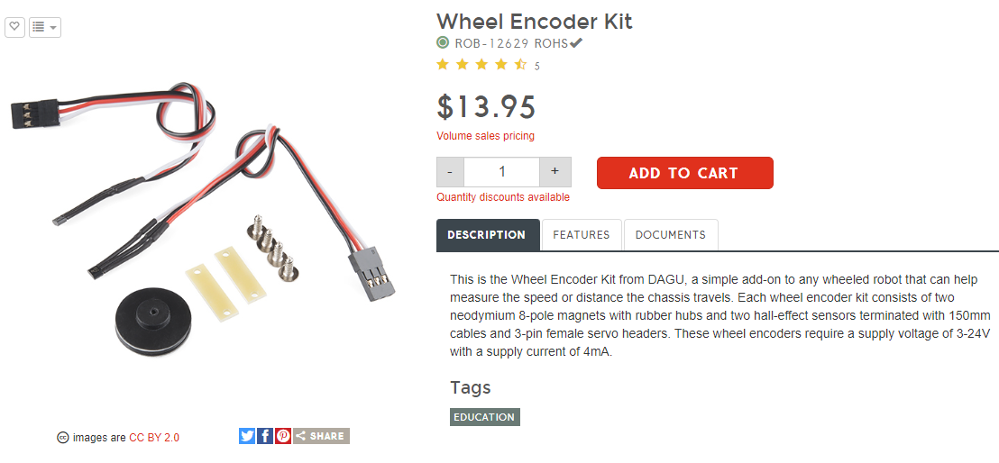 Wheel Encoder Kit
ROB-12629 ROHS
5
$13.95
Volume sales pricing
- 1 +
ADD TO CART
Quantity discounts available
DESCRIPTION FEATURES DOCUMENTS
This is the Wheel Encoder Kit from DAGU, a simple add-on to any wheeled robot that can help
measure the speed or distance the chassis travels. Each wheel encoder kit consists of two
neodymium 8-pole magnets with rubber hubs and two hall-effect sensors terminated with 150mm
cables and 3-pin female servo headers. These wheel encoders require a supply voltage of 3-24V
with a supply current of 4mA.
Tags
EDUCATION
cc images are CC BY 2.0
SHARE